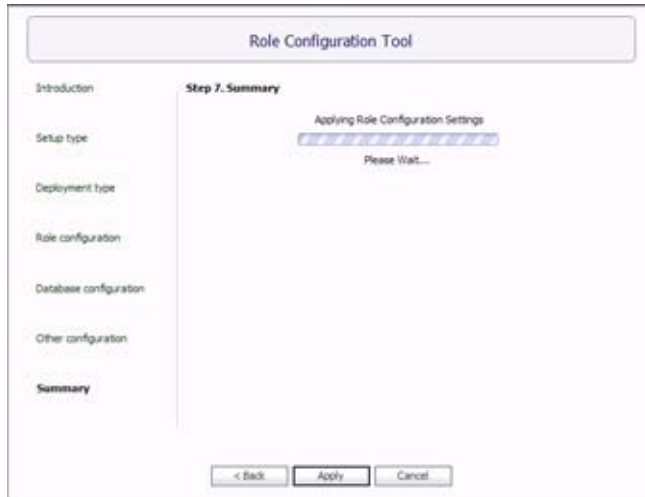 Role Configuration Tool
Introduction
Step 7. Summary
Applying Role Configuration Settings
Please Wait...
Setup type
Deployment type
Role configuration
Database configuration
Other configuration
Summary
< Back
Apply
Cancel